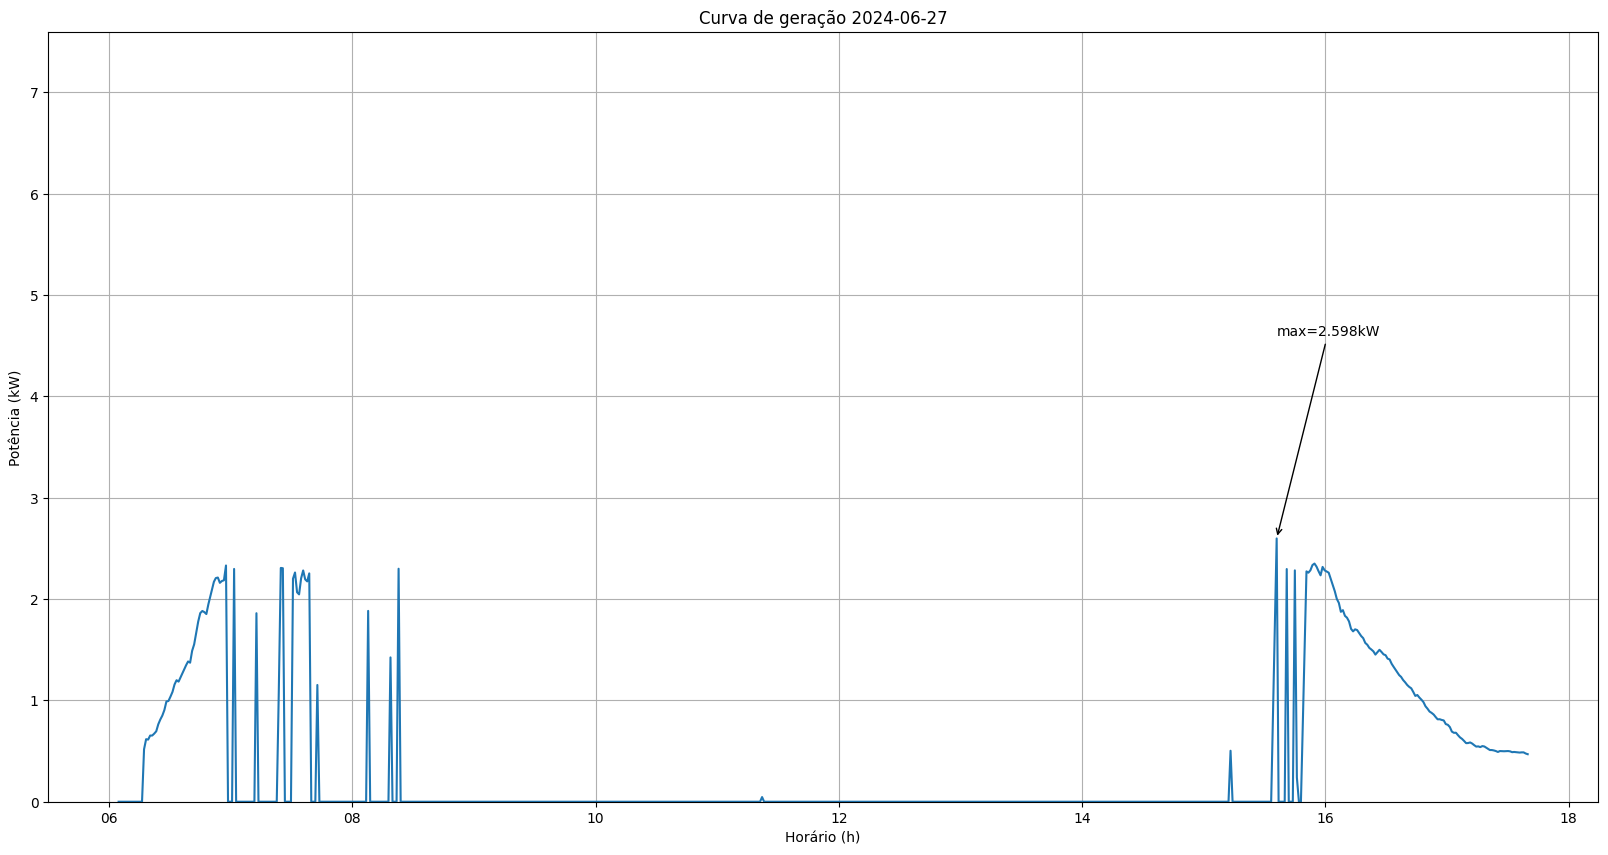 Curva de geração 2024-06-27
Potência (kW)
7
6
5
4
3
2
1
0
max=2.598kW
06 08 10 12 14 16 18
Horário (h)